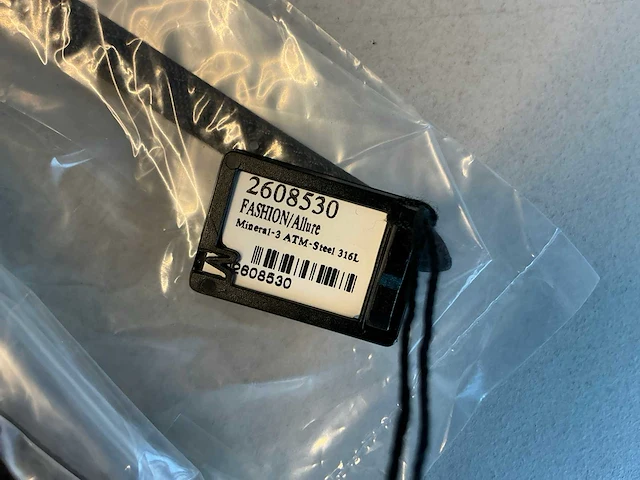 2608530
FASHION/Allure
Mineral-3 ATM-Steel 316L
2608530